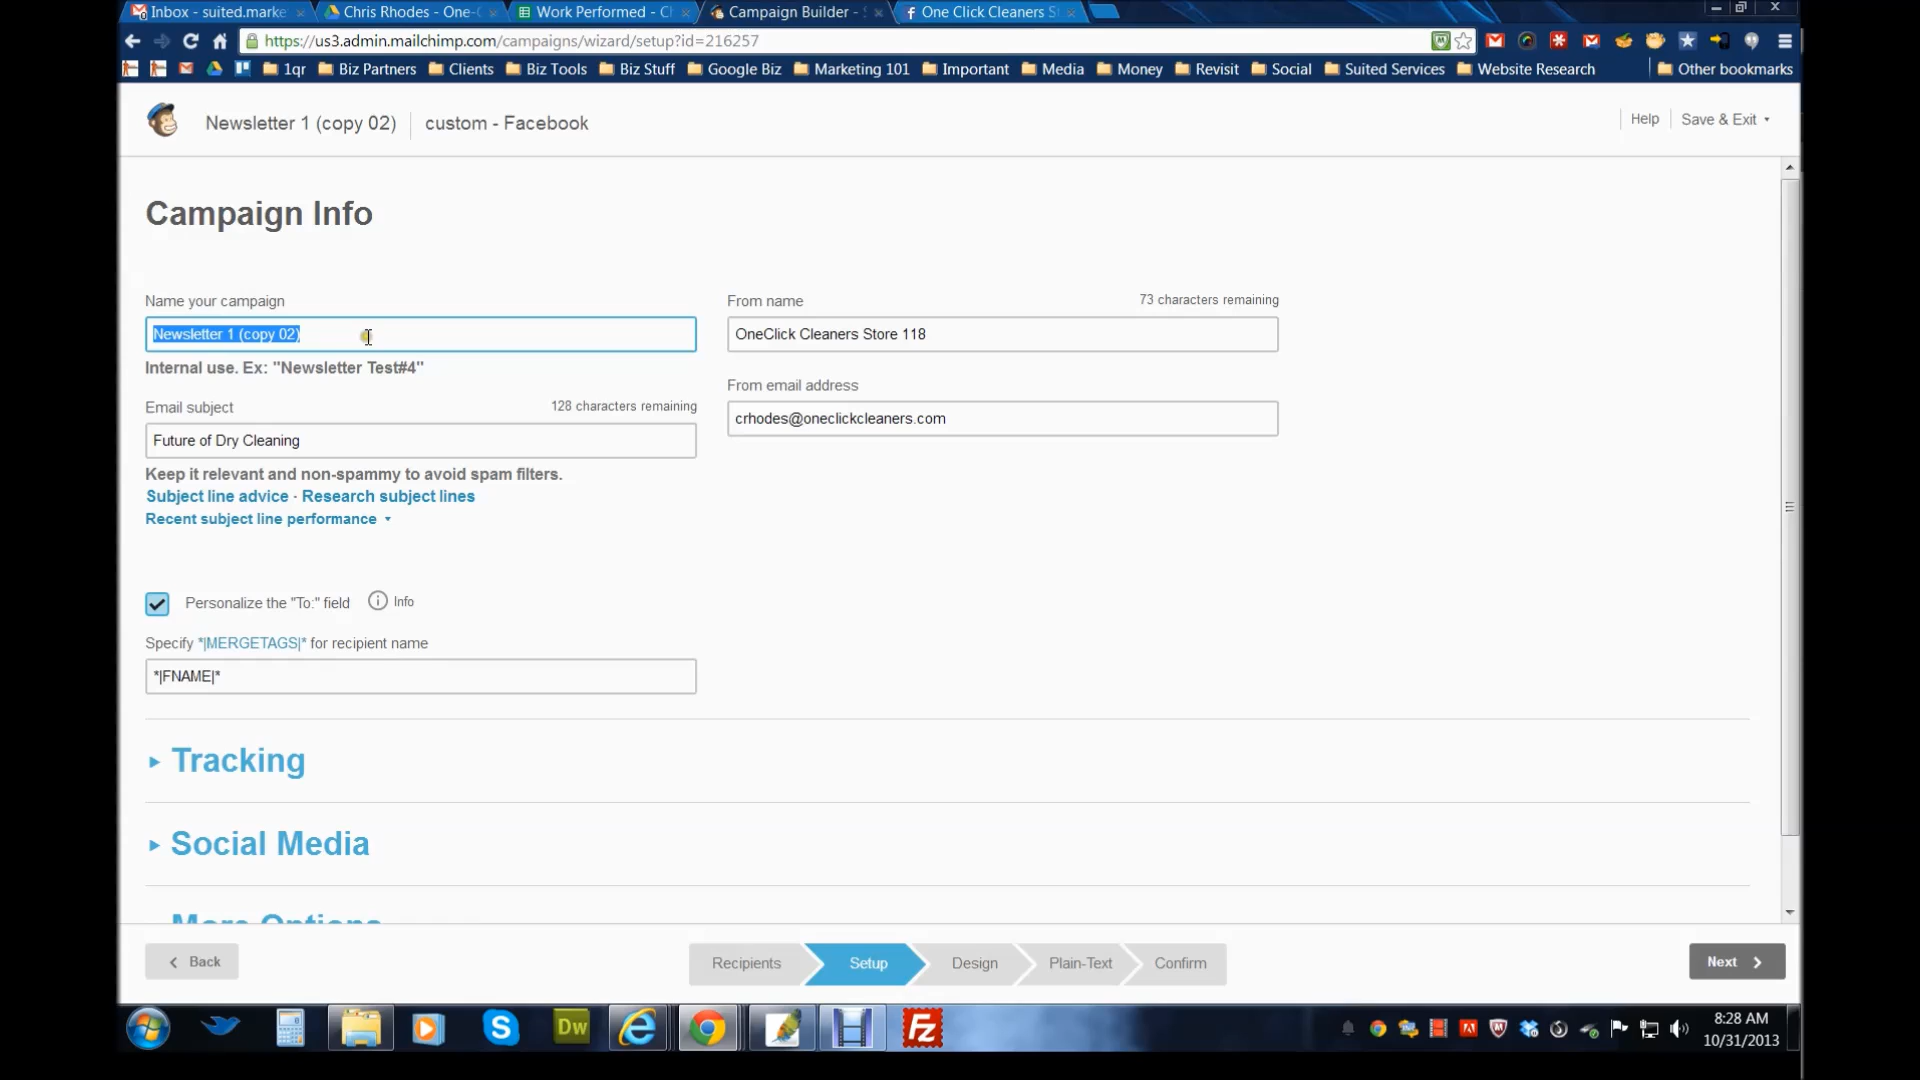 Inbox - suited.marke
Chris Rhodes - One-C
Work Performed - Ch
Campaign Builder -
One Click Cleaners St
https://us3.admin.mailchimp.com/campaigns/wizard/setup?id=216257
1qr
Biz Partners
Clients
Biz Tools
Biz Stuff
Google Biz
Marketing 101
Important
Media
Money
Revisit
Social
Suited Services
Website Research
Other bookmarks
Newsletter 1 (copy 02)
custom - Facebook
Help
Save & Exit
Campaign Info
Name your campaign
Newsletter 1 (copy 02)
Internal use. Ex: "Newsletter Test#4"
From name
73 characters remaining
OneClick Cleaners Store 118
From email address
crhodes@oneclickcleaners.com
Email subject
128 characters remaining
Future of Dry Cleaning
Keep it relevant and non-spammy to avoid spam filters.
Subject line advice · Research subject lines
Recent subject line performance
Personalize the "To:" field
Info
Specify *|MERGETAGS|* for recipient name
*|FNAME|*
Tracking
Social Media
More Options
Back
Recipients
Setup
Design
Plain-Text
Confirm
Next
Dw
Fz
8:28 AM
10/31/2013